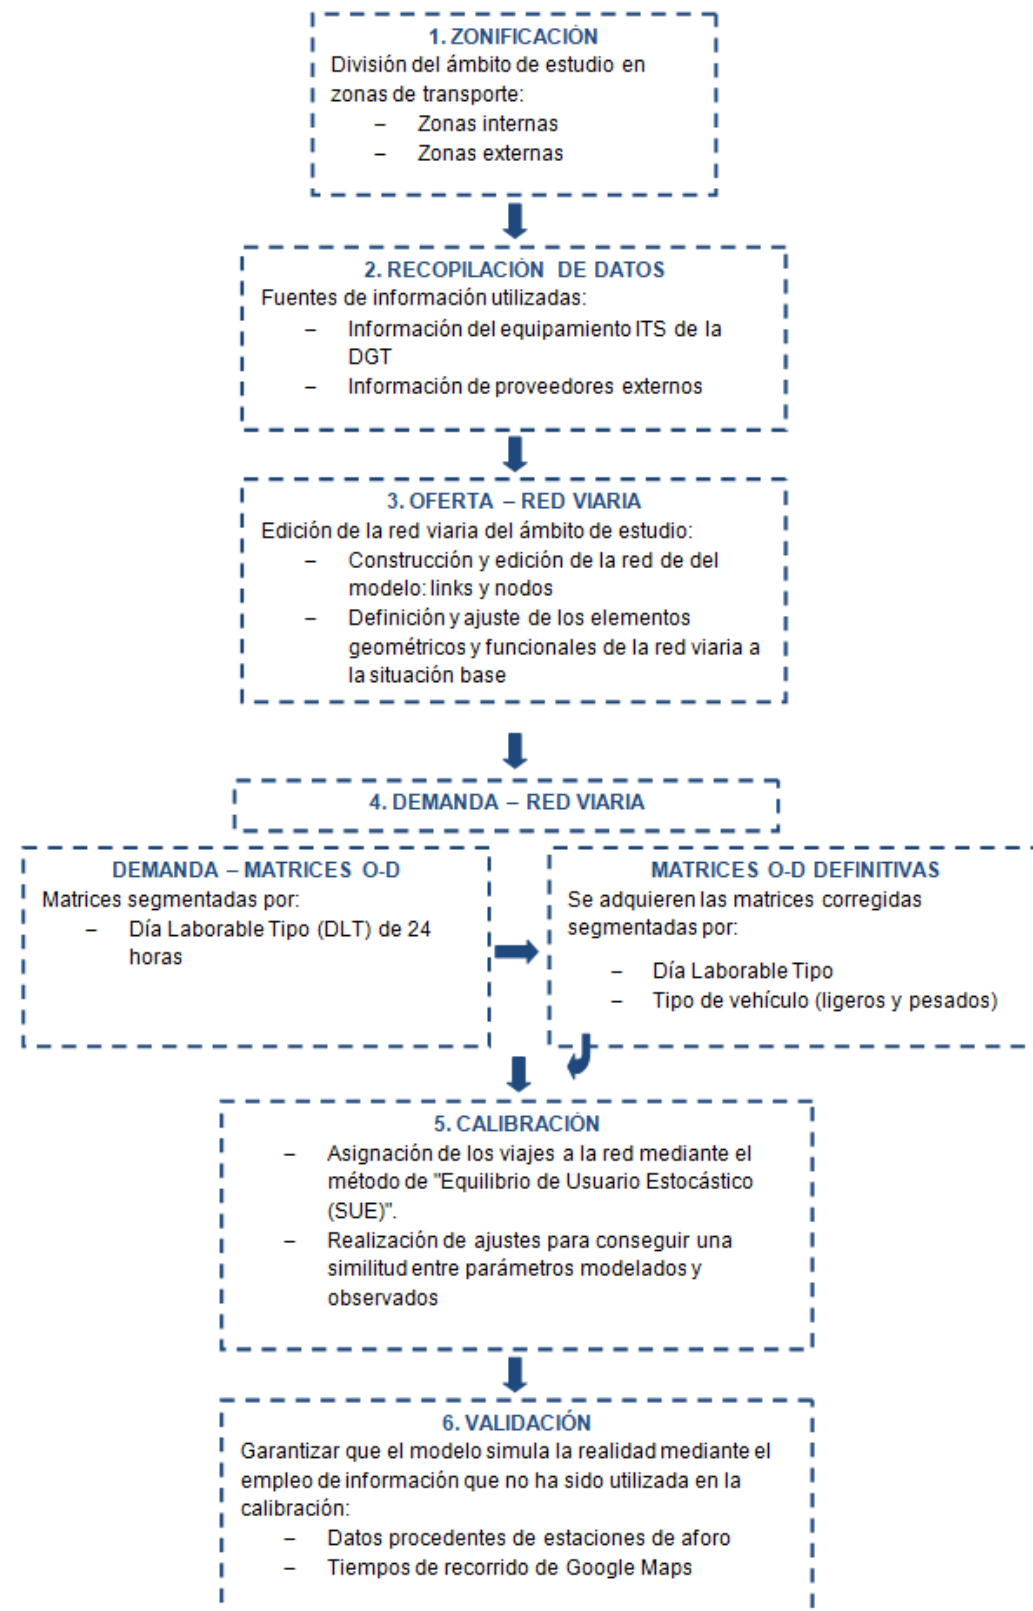 1. ZONIFICACIÓN
División del ámbito de estudio en
zonas de transporte:
– Zonas internas
– Zonas externas
2. RECOPILACIÓN DE DATOS
Fuentes de información utilizadas:
– Información del equipamiento ITS de la
DGT
– Información de proveedores externos
3. OFERTA – RED VIARIA
Edición de la red viaria del ámbito de estudio:
– Construcción y edición de la red de del
modelo: links y nodos
– Definición y ajuste de los elementos
geométricos y funcionales de la red viaria a
la situación base
4. DEMANDA – RED VIARIA
DEMANDA – MATRICES O-D
Matrices segmentadas por:
– Día Laborable Tipo (DLT) de 24
horas
MATRICES O-D DEFINITIVAS
Se adquieren las matrices corregidas
segmentadas por:
– Día Laborable Tipo
– Tipo de vehículo (ligeros y pesados)
5. CALIBRACIÓN
– Asignación de los viajes a la red mediante el
método de "Equilibrio de Usuario Estocástico
(SUE)".
– Realización de ajustes para conseguir una
similitud entre parámetros modelados y
observados
6. VALIDACIÓN
Garantizar que el modelo simula la realidad mediante el
empleo de información que no ha sido utilizada en la
calibración:
– Datos procedentes de estaciones de aforo
– Tiempos de recorrido de Google Maps